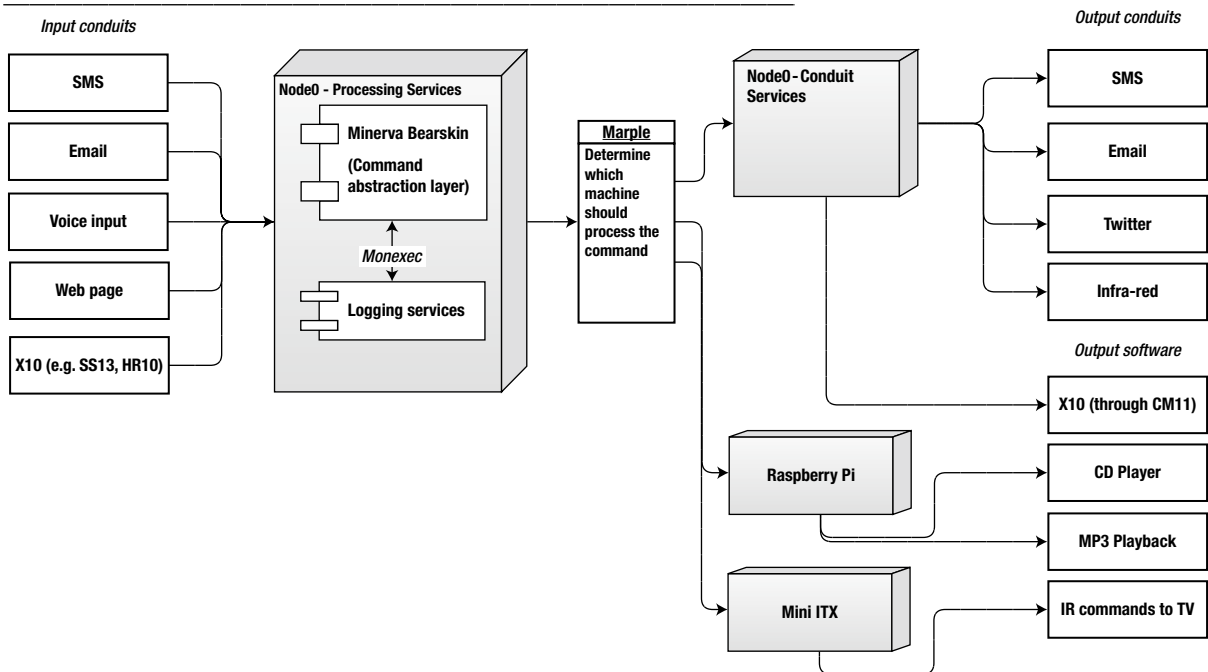 Input conduits
SMS
Email
Voice input
Web page
X10 (e.g. SS13, HR10)
Node0 - Processing Services
Minerva Bearskin
(Command
abstraction layer)
Monexec
Logging services
Marple
Determine
which
machine
should
process the
command
Node0-Conduit
Services
Raspberry Pi
Mini ITX
Output conduits
SMS
Email
Twitter
Infra-red
Output software
X10 (through CM11)
CD Player
MP3 Playback
IR commands to TV